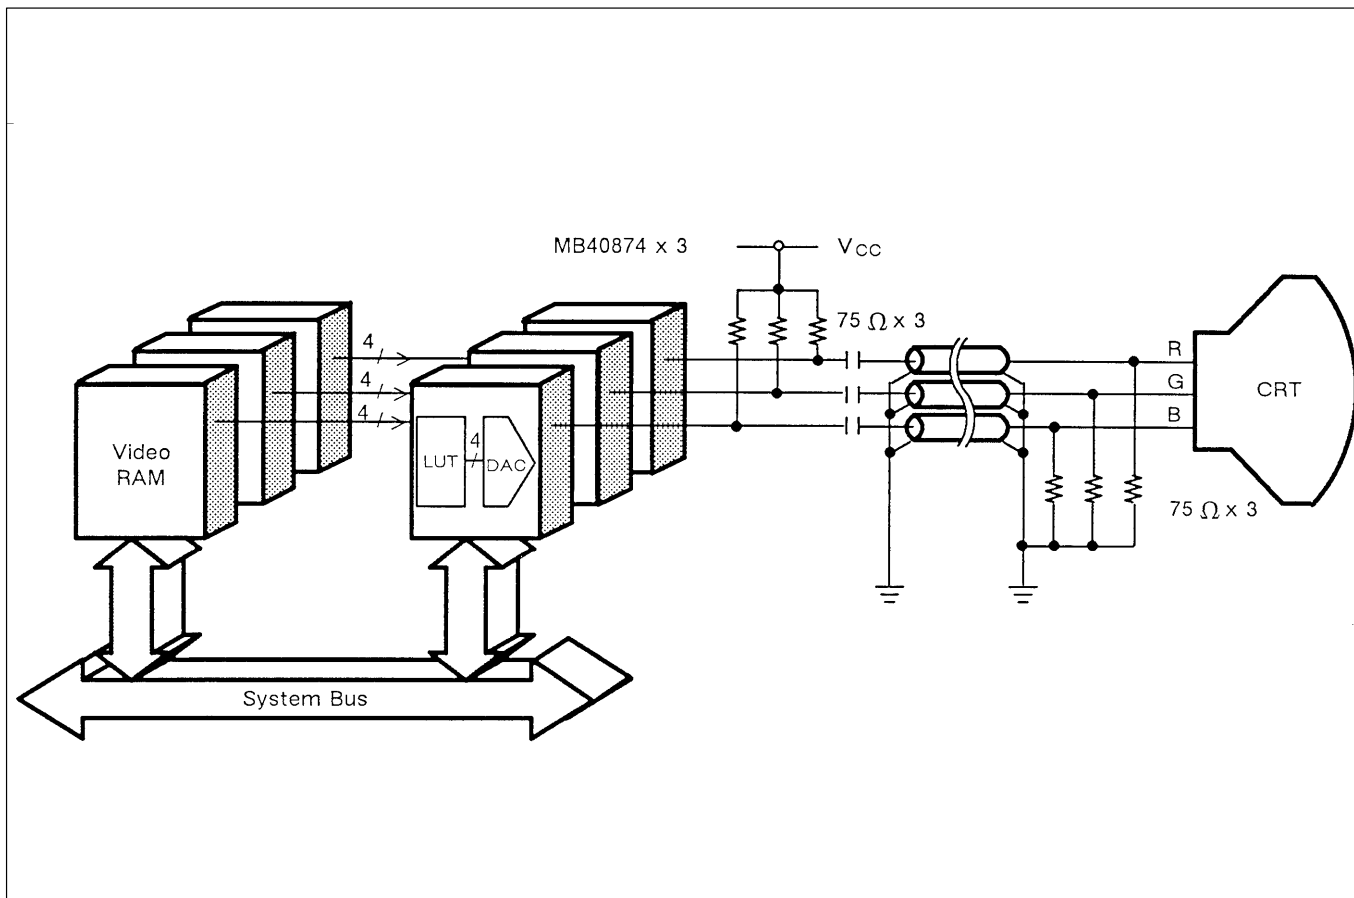 MB40874 x 3
VCC
75 Ω x 3
4
4
4
R
G
B
CRT
Video
RAM
LUT
4
DAC
75 Ω x 3
System Bus